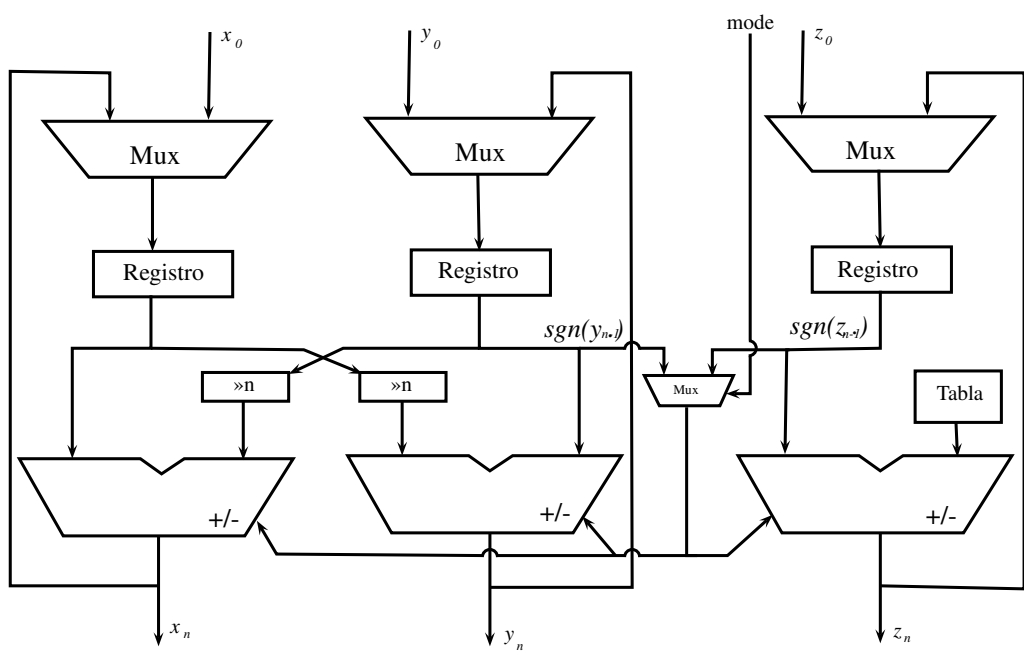 mode
x0 y0 z0
Mux Mux Mux
Registro Registro Registro
sgn(yn-1) sgn(zn-1)
»n »n Mux Tabla
+/- +/- +/-
xn yn zn